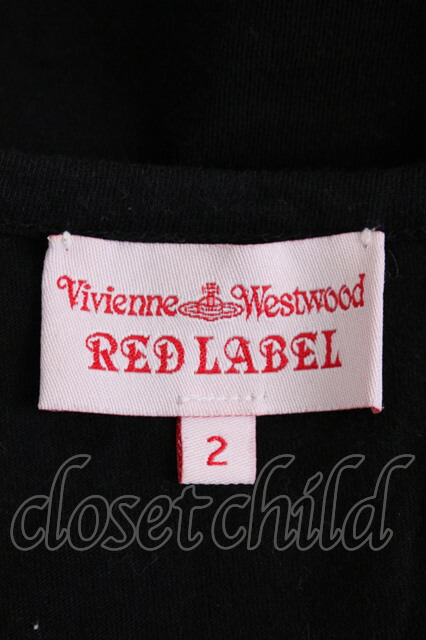 Vivienne Westwood
RED LABEL
2
closetchild